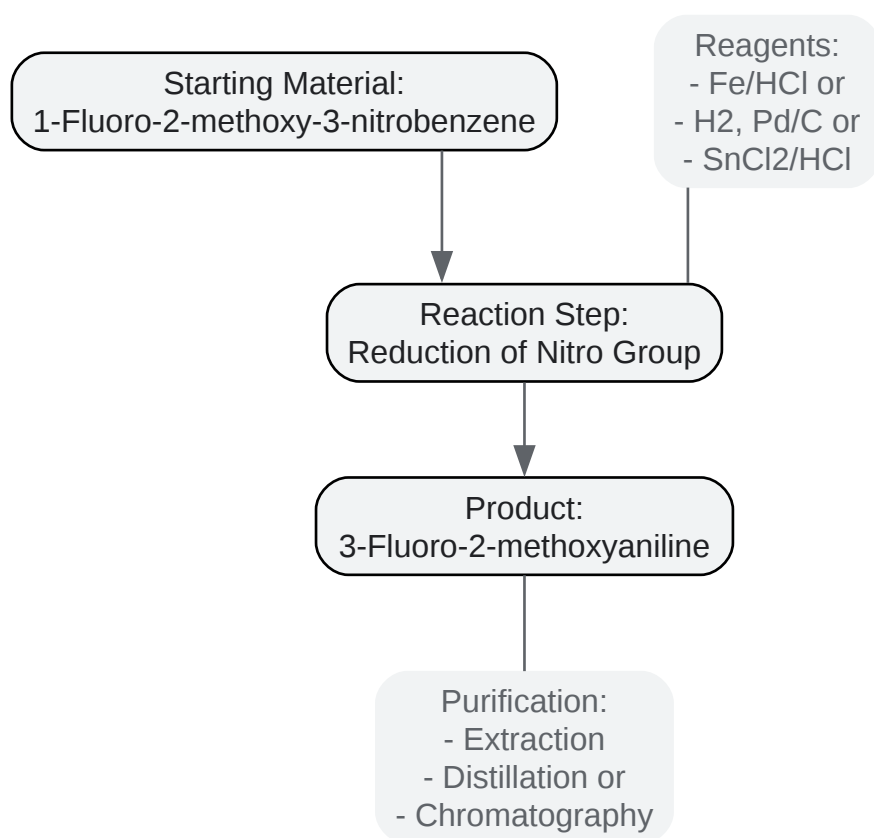 Starting Material:
1-Fluoro-2-methoxy-3-nitrobenzene
Reagents:
- Fe/HCl or
- H2, Pd/C or
- SnCl2/HCl
Reaction Step:
Reduction of Nitro Group
Product:
3-Fluoro-2-methoxyaniline
Purification:
- Extraction
- Distillation or
- Chromatography